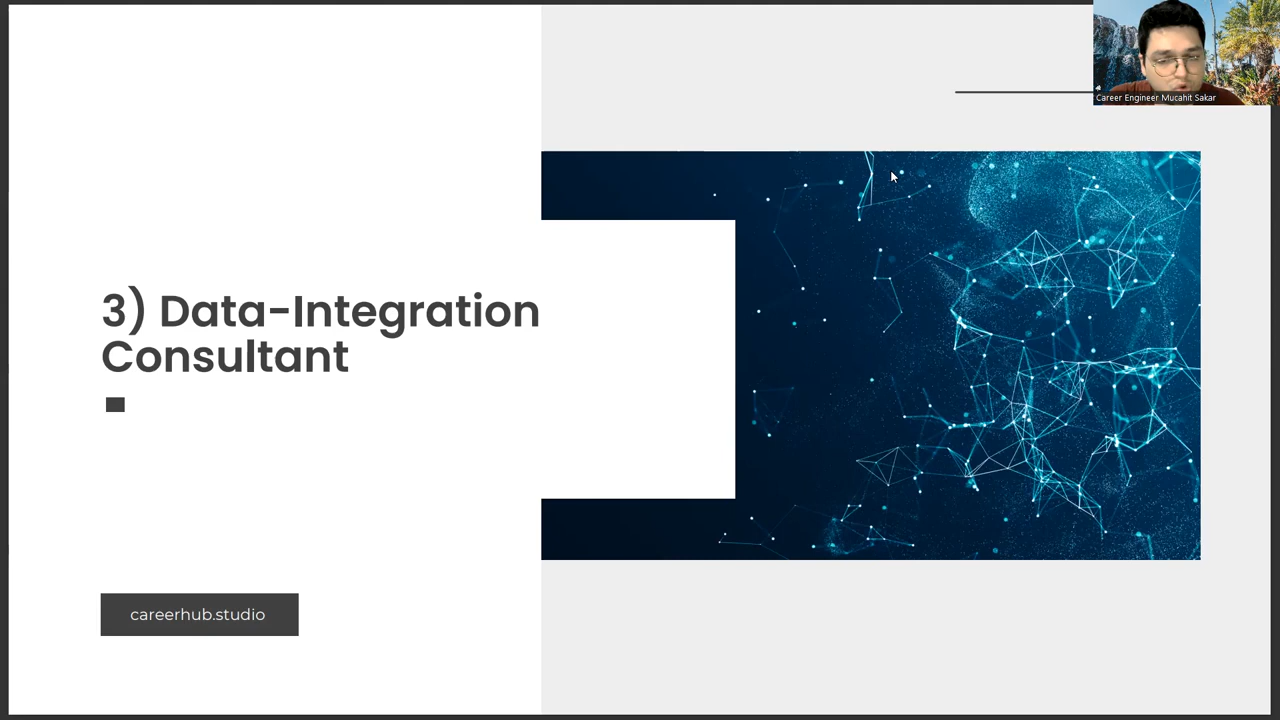 Career Engineer Mucahit Sakar
3) Data-Integration
Consultant
careerhub.studio